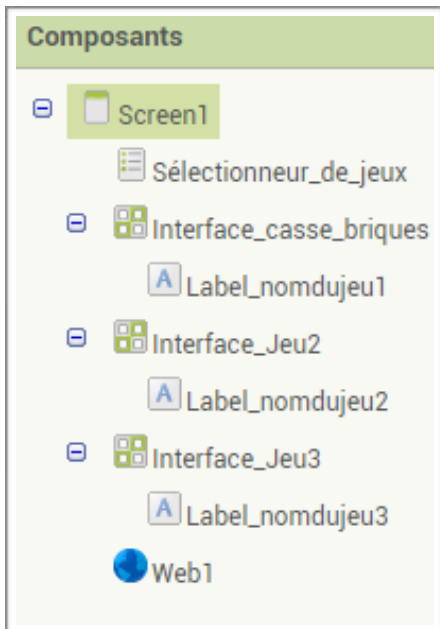 Composants
Screen1
Sélectionneur_de_jeux
Interface_casse_briques
A Label_nomdujeu1
Interface_Jeu2
A Label_nomdujeu2
Interface_Jeu3
A Label_nomdujeu3
Web1